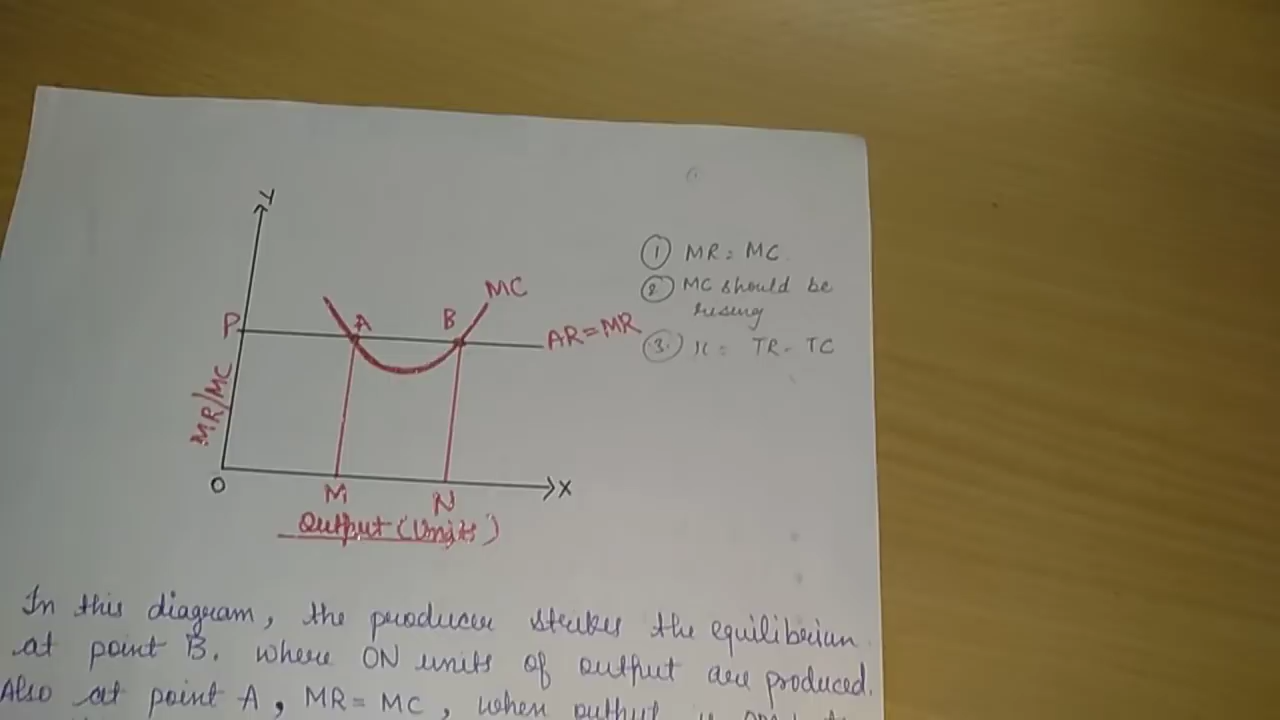 Y
① MR = MC
② MC should be
rising
MC
A
B
P
AR=MR
③ π = TR - TC
MR/MC
O
M
N
X
Output (Units)
In this diagram, the producer strikes the equilibrium
at point B. where ON units of output are produced.
Also at point A, MR = MC, when output is